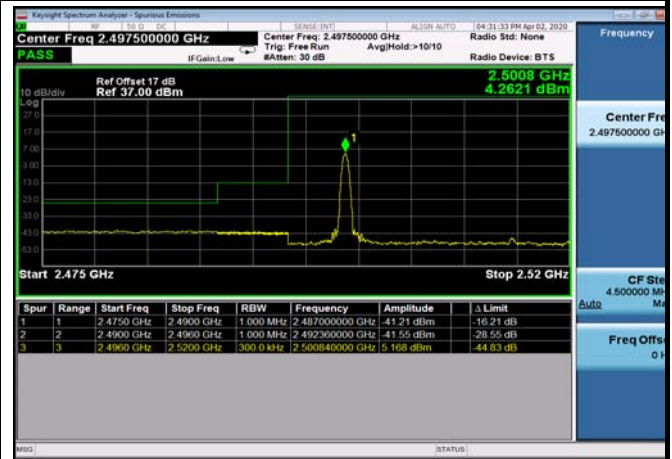 Keysight Spectrum Analyzer - Spurious Emissions
RF 50 Ω DC SENSE:INT ALIGN AUTO 04:31:33 PM Apr 02, 2020
Center Freq 2.497500000 GHz
Center Freq: 2.497500000 GHz
Radio Std: None
Trig: Free Run
Avg|Hold:>10/10
PASS
IFGain:Low
#Atten: 30 dB
Radio Device: BTS
Frequency
Ref Offset 17 dB
10 dB/div Ref 37.00 dBm
2.5008 GHz
4.2621 dBm
Log
27.0
17.0
7.00
1
-3.00
-13.0
-23.0
-33.0
-43.0
-53.0
Start 2.475 GHz
Stop 2.52 GHz
Center Fre
2.497500000 GH
Spur Range Start Freq Stop Freq RBW Frequency Amplitude Δ Limit
1 1 2.4750 GHz 2.4900 GHz 1.000 MHz 2.487000000 GHz -41.21 dBm -16.21 dB
2 2 2.4900 GHz 2.4960 GHz 1.000 MHz 2.492360000 GHz -41.55 dBm -28.55 dB
3 3 2.4960 GHz 2.5200 GHz 300.0 kHz 2.500840000 GHz 5.168 dBm -44.83 dB
CF Ste
4.500000 MH
Auto Ma
Freq Offs
0 H
MSG
STATUS